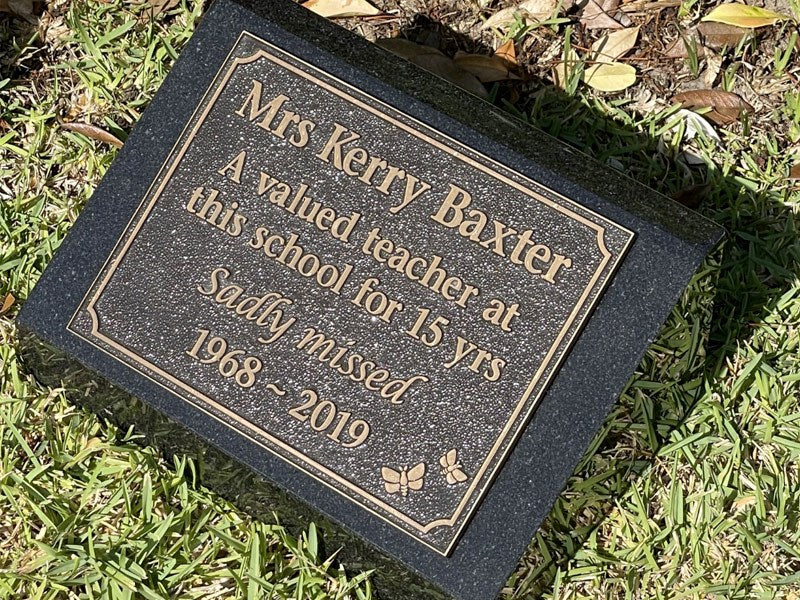 Mrs Kerry Baxter
A valued teacher at
this school for 15 yrs
Sadly missed
1968 ~ 2019